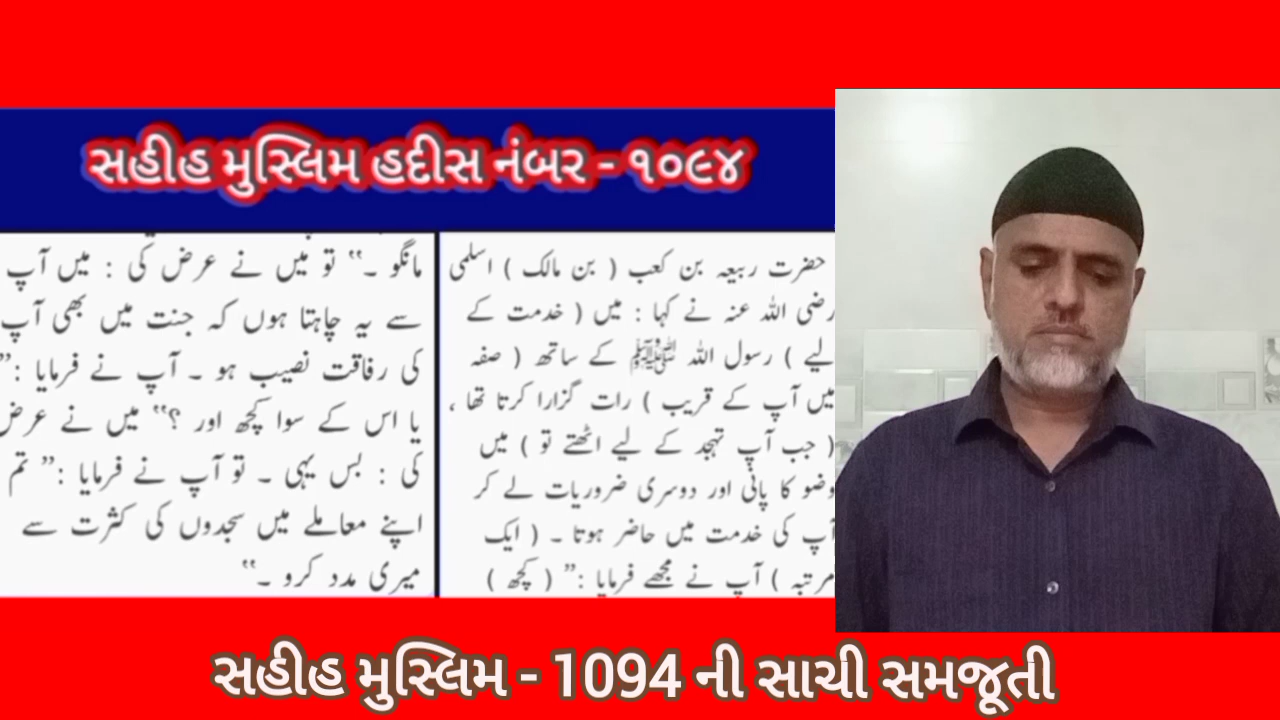 સહીહ મુસ્લિમ હદીસ નંબર - ૧૦૯૪
حضرت ربیعہ بن کعب ( بن مالک ) اسلمی
رضی اللہ عنہ نے کہا : میں ( خدمت کے
لیے ) رسول اللہ ﷺ کے ساتھ ( صفہ
میں آپ کے قریب ) رات گزارا کرتا تھا ،
( جب آپ تہجد کے لیے اٹھتے تو ) میں
وضو کا پانی اور دوسری ضروریات لے کر
آپ کی خدمت میں حاضر ہوتا ۔ ( ایک
مرتبہ ) آپ نے مجھے فرمایا :’’ ( کچھ )
مانگو ۔‘‘ تو میں نے عرض کی : میں آپ
سے یہ چاہتا ہوں کہ جنت میں بھی آپ
کی رفاقت نصیب ہو ۔ آپ نے فرمایا :’’
یا اس کے سوا کچھ اور ؟‘‘ میں نے عرض
کی : بس یہی ۔ تو آپ نے فرمایا :’’ تم
اپنے معاملے میں سجدوں کی کثرت سے
میری مدد کرو ۔‘‘
સહીહ મુસ્લિમ - 1094 ની સાચી સમજૂતી